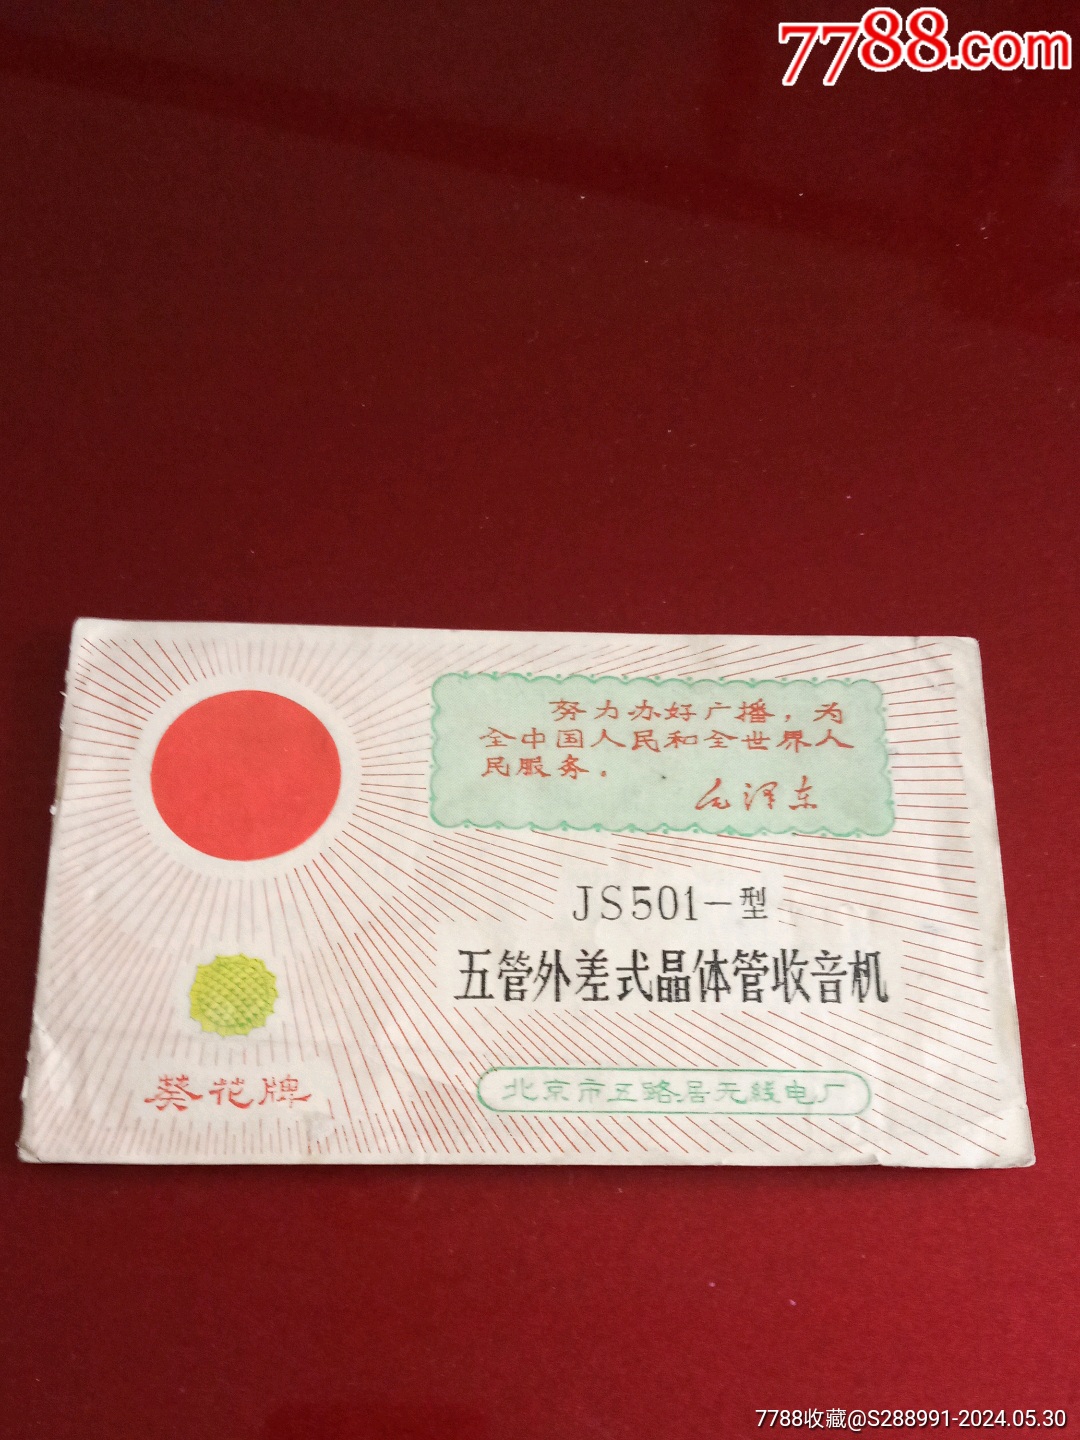 7788.com
努力办好广播，为
全中国人民和全世界人
民服务。
毛泽东
JS501-型
五管外差式晶体管收音机
葵花牌
北京市五路居无线电厂
7788收藏@S288991-2024.05.30